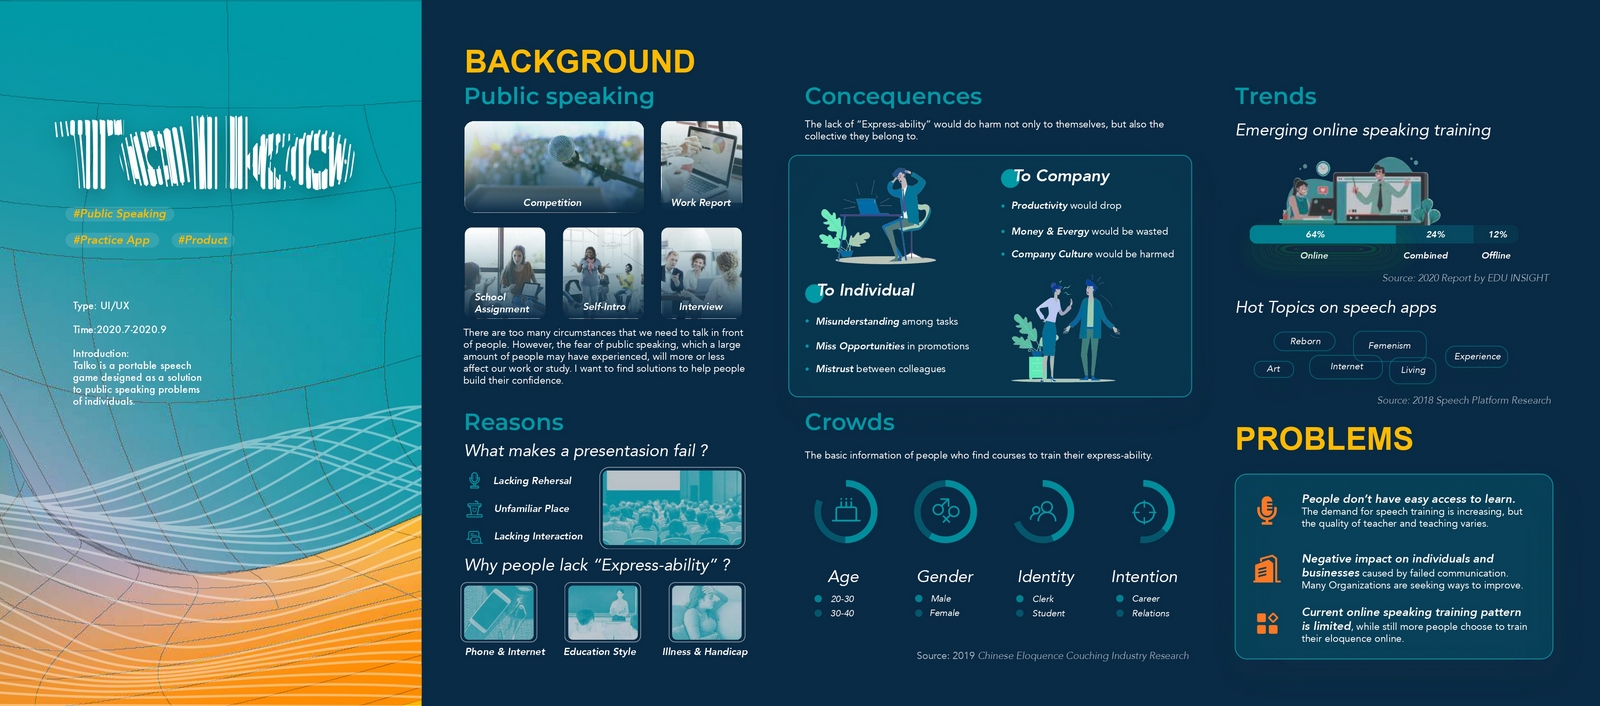 Talko
#Public Speaking
#Practice App
#Product
Type: UI/UX
Time:2020.7-2020.9
Introduction:
Talko is a portable speech
game designed as a solution
to public speaking problems
of individuals.
BACKGROUND
Public speaking
Competition
Work Report
School
Assignment
Self-Intro
Interview
There are too many circumstances that we need to talk in front
of people. However, the fear of public speaking, which a large
amount of people may have experienced, will more or less
affect our work or study. I want to find solutions to help people
build their confidence.
Reasons
What makes a presentasion fail ?
Lacking Rehersal
Unfamiliar Place
Lacking Interaction
Why people lack “Express-ability” ?
Phone & Internet
Education Style
Illness & Handicap
Concequences
The lack of “Express-ability” would do harm not only to themselves, but also the
collective they belong to.
To Company
• Productivity would drop
• Money & Evergy would be wasted
• Company Culture would be harmed
To Individual
• Misunderstanding among tasks
• Miss Opportunities in promotions
• Mistrust between colleagues
Crowds
The basic information of people who find courses to train their express-ability.
Age
20-30
30-40
Gender
Male
Female
Identity
Clerk
Student
Intention
Career
Relations
Source: 2019 Chinese Eloquence Couching Industry Research
Trends
Emerging online speaking training
64%
24%
12%
Online
Combined
Offline
Source: 2020 Report by EDU INSIGHT
Hot Topics on speech apps
Reborn
Femenism
Experience
Art
Internet
Living
Source: 2018 Speech Platform Research
PROBLEMS
People don’t have easy access to learn.
The demand for speech training is increasing, but
the quality of teacher and teaching varies.
Negative impact on individuals and
businesses caused by failed communication.
Many Organizations are seeking ways to improve.
Current online speaking training pattern
is limited, while still more people choose to train
their eloquence online.